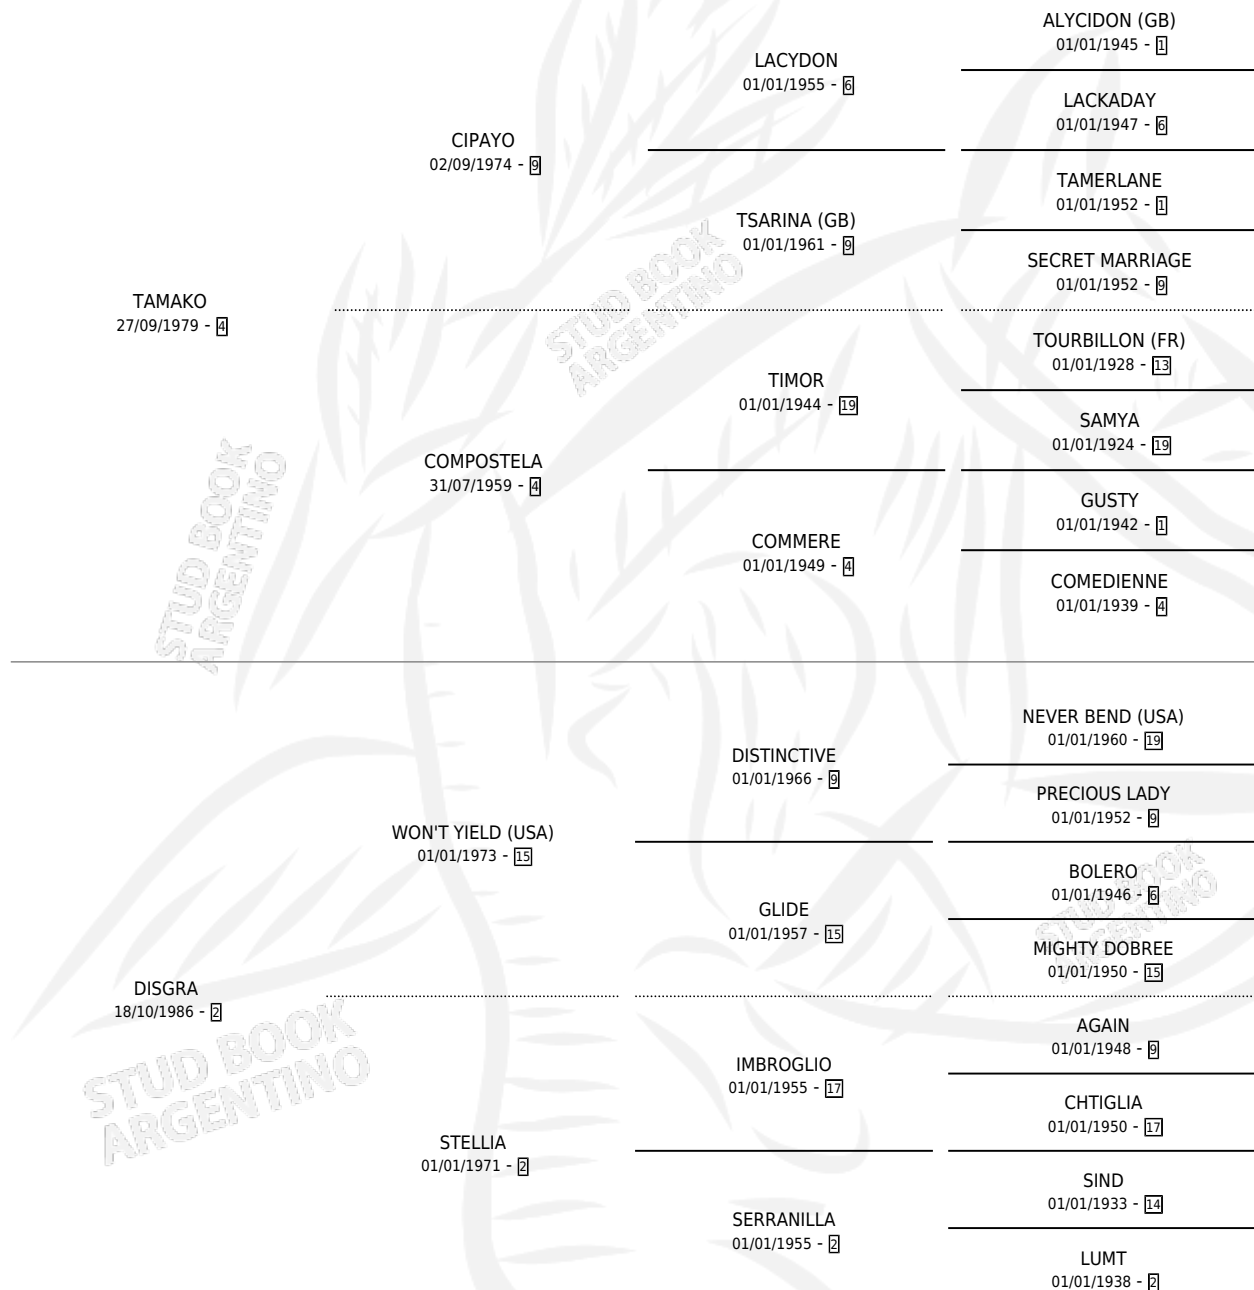 ALYCIDON (GB)
01/01/1945 - 1
LACYDON
01/01/1955 - 6
LACKADAY
01/01/1947 - 6
CIPAYO
02/09/1974 - 9
TAMERLANE
01/01/1952 - 1
TSARINA (GB)
01/01/1961 - 9
SECRET MARRIAGE
01/01/1952 - 9
TAMAKO
27/09/1979 - 4
STUD BOOK
ARGENTINO
TOURBILLON (FR)
01/01/1928 - 13
TIMOR
01/01/1944 - 19
SAMYA
01/01/1924 - 19
COMPOSTELA
31/07/1959 - 4
GUSTY
01/01/1942 - 1
COMMERE
01/01/1949 - 4
COMEDIENNE
01/01/1939 - 4
STUD BOOK
ARGENTINO
NEVER BEND (USA)
01/01/1960 - 19
DISTINCTIVE
01/01/1966 - 9
PRECIOUS LADY
01/01/1952 - 9
WON'T YIELD (USA)
01/01/1973 - 15
BOLERO
01/01/1946 - 6
STUD BOOK
ARGENTINO
GLIDE
01/01/1957 - 15
MIGHTY DOBREE
01/01/1950 - 15
DISGRA
18/10/1986 - 2
STUD BOOK
ARGENTINO
AGAIN
01/01/1948 - 9
IMBROGLIO
01/01/1955 - 17
CHTIGLIA
01/01/1950 - 17
STELLIA
01/01/1971 - 2
SIND
01/01/1933 - 14
SERRANILLA
01/01/1955 - 2
LUMT
01/01/1938 - 2